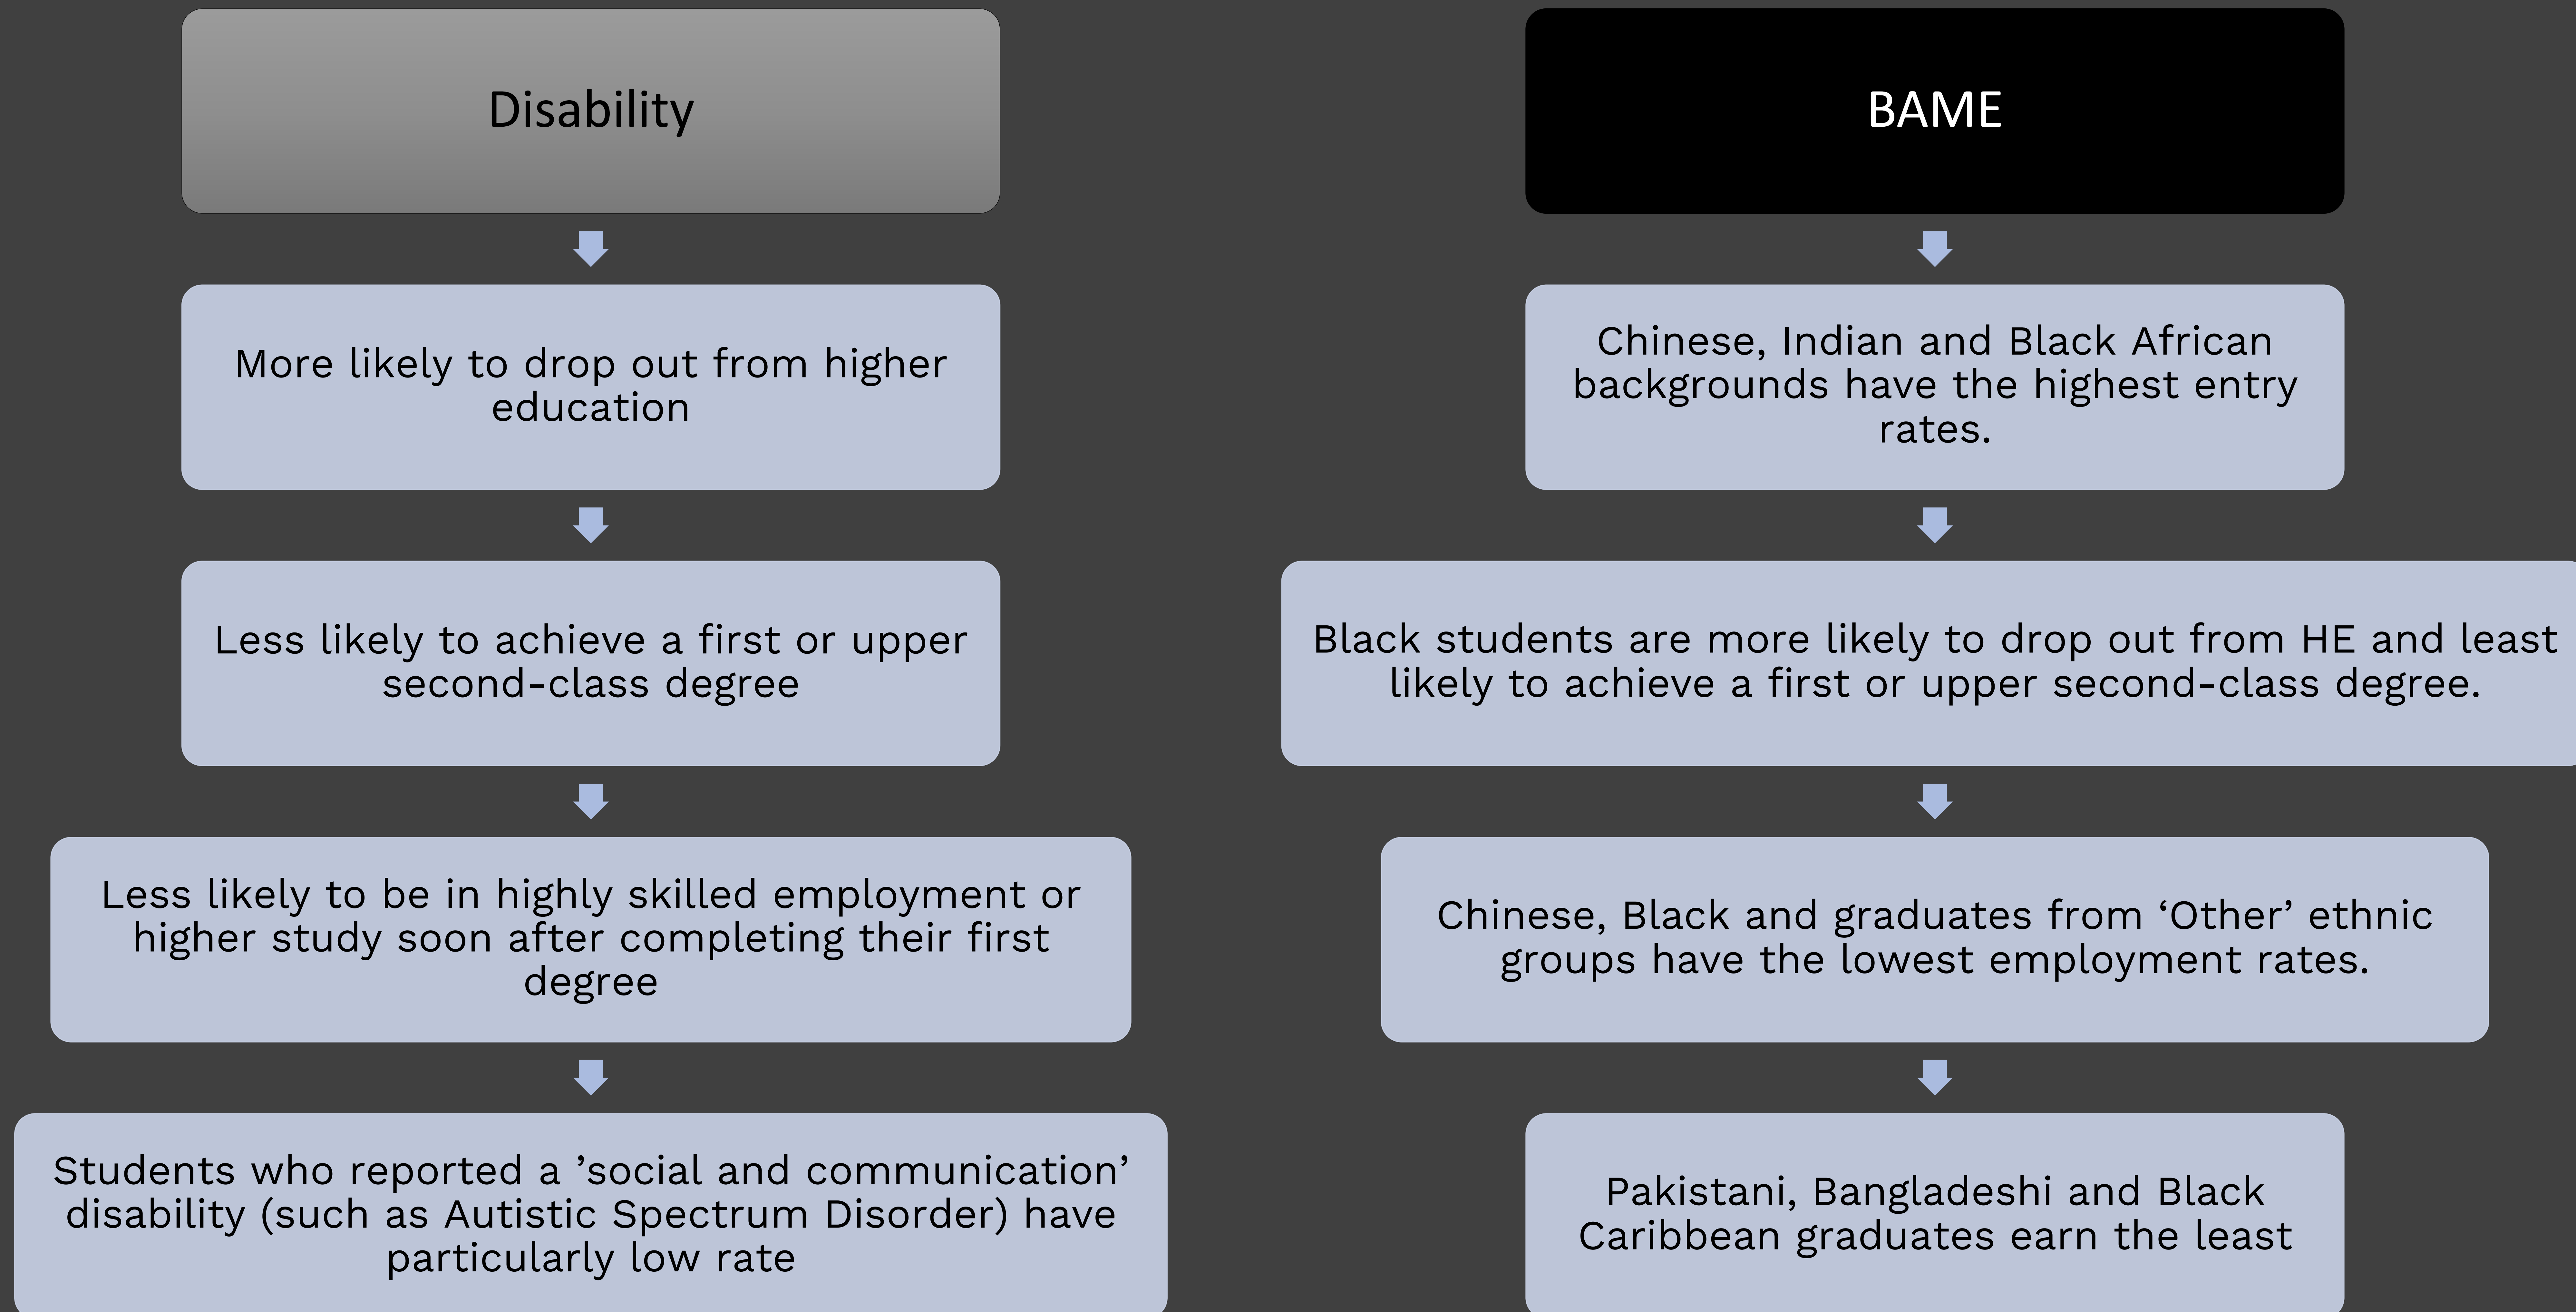 Disability
More likely to drop out from higher
education
Less likely to achieve a first or upper
second-class degree
Less likely to be in highly skilled employment or
higher study soon after completing their first
degree
Students who reported a ’social and communication’
disability (such as Autistic Spectrum Disorder) have
particularly low rate
BAME
Chinese, Indian and Black African
backgrounds have the highest entry
rates.
Black students are more likely to drop out from HE and least
likely to achieve a first or upper second-class degree.
Chinese, Black and graduates from ‘Other’ ethnic
groups have the lowest employment rates.
Pakistani, Bangladeshi and Black
Caribbean graduates earn the least